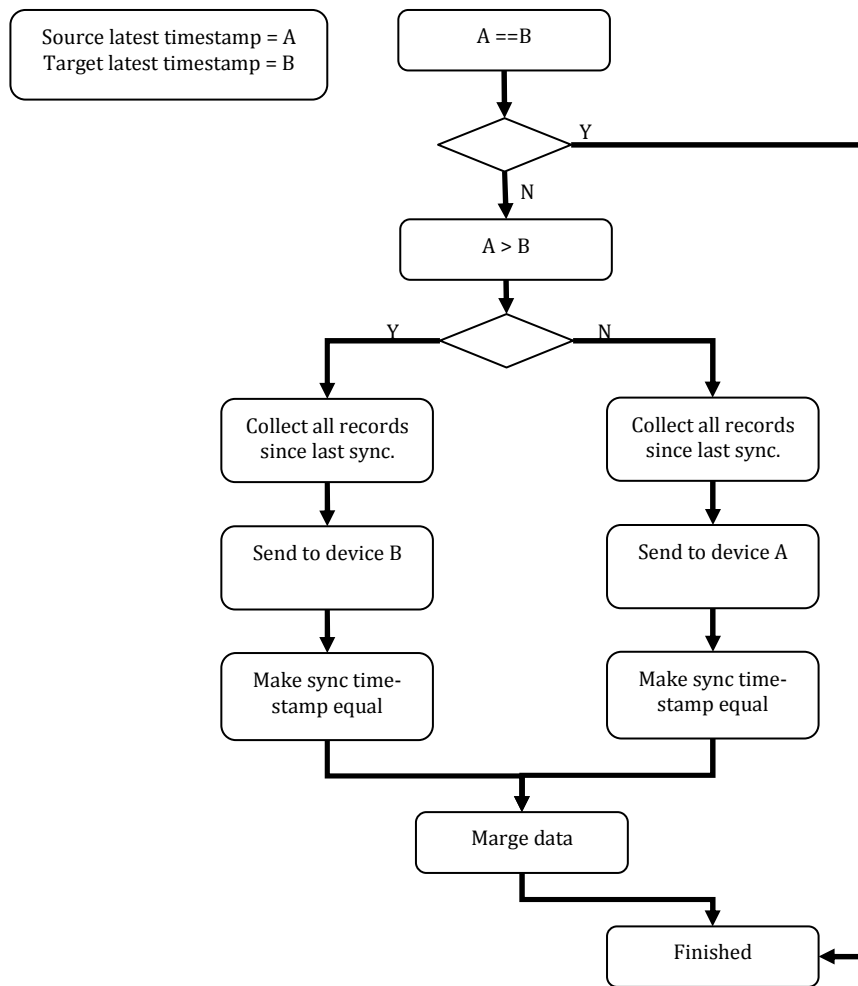 Source latest timestamp = A
Target latest timestamp = B
A ==B
Y
N
A > B
Y
N
Collect all records
since last sync.
Collect all records
since last sync.
Send to device B
Send to device A
Make sync time-
stamp equal
Make sync time-
stamp equal
Marge data
Finished